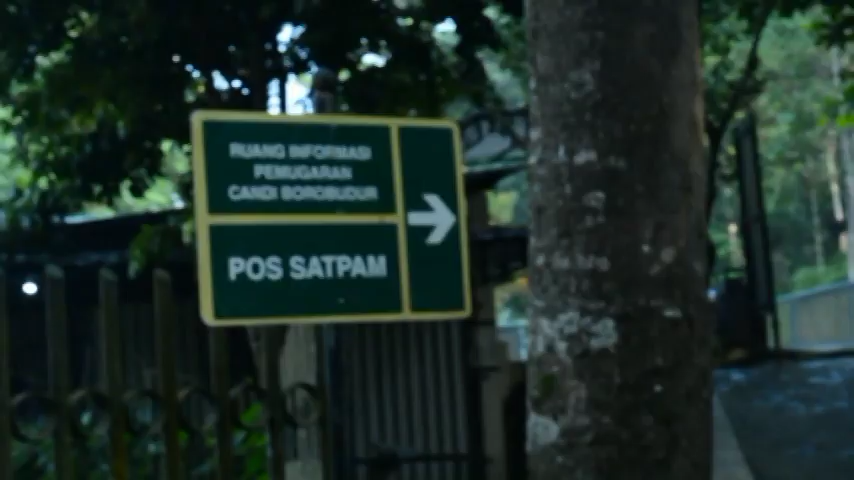 RUANG INFORMASI
PEMUGARAN
CANDI BOROBUDUR
POS SATPAM